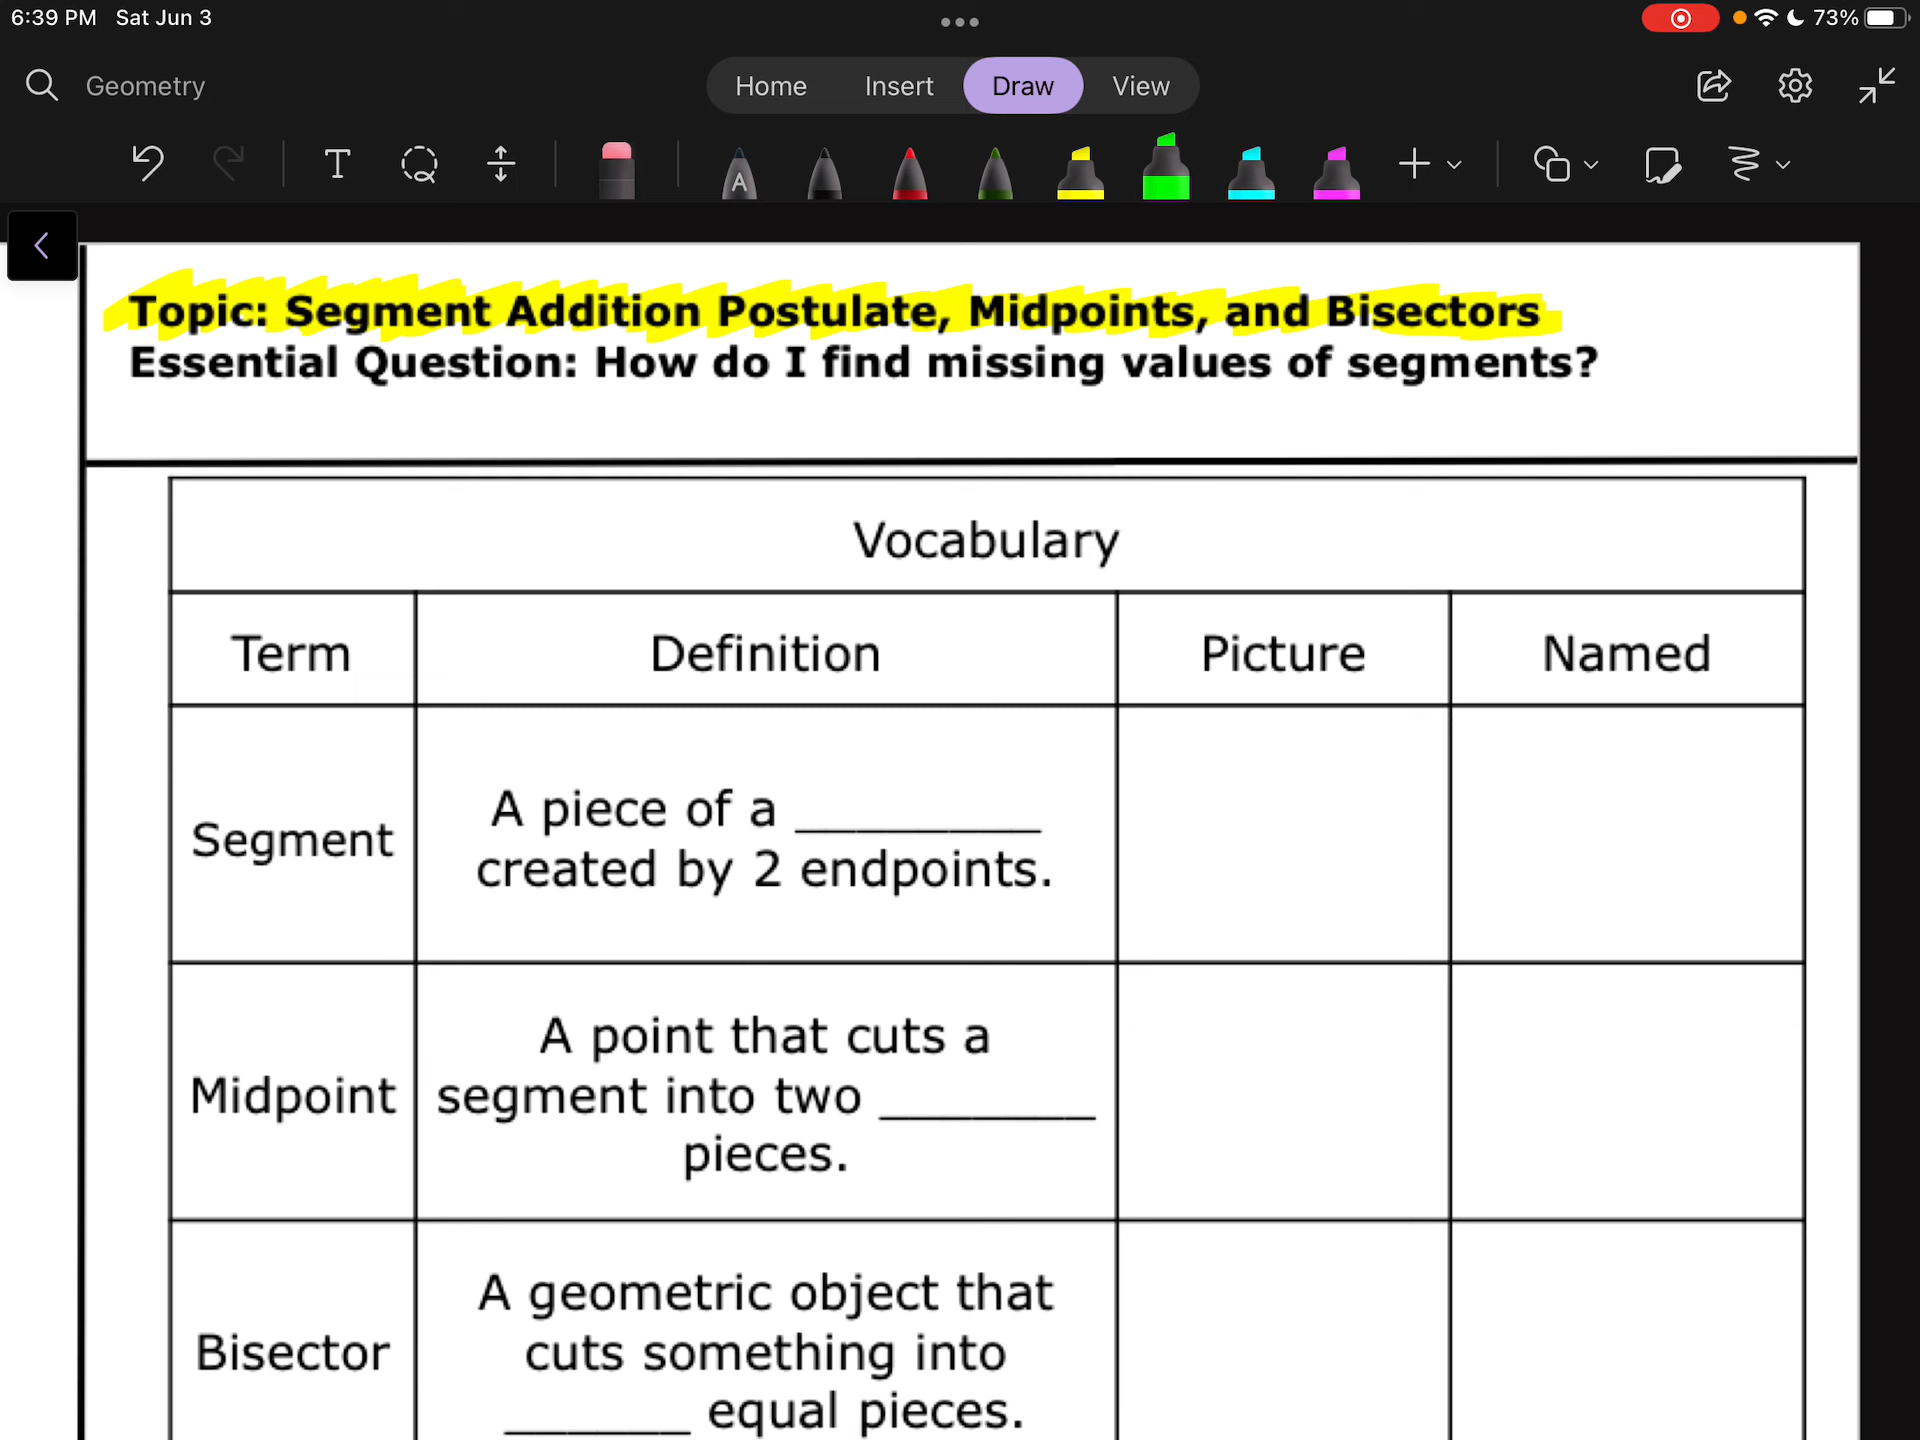 6:39 PM Sat Jun 3
73%
Geometry
Home Insert Draw View
T
A
Topic: Segment Addition Postulate, Midpoints, and Bisectors
Essential Question: How do I find missing values of segments?
Vocabulary
Term Definition Picture Named
Segment
A piece of a ________
created by 2 endpoints.
Midpoint
A point that cuts a
segment into two _______
pieces.
Bisector
A geometric object that
cuts something into
______ equal pieces.